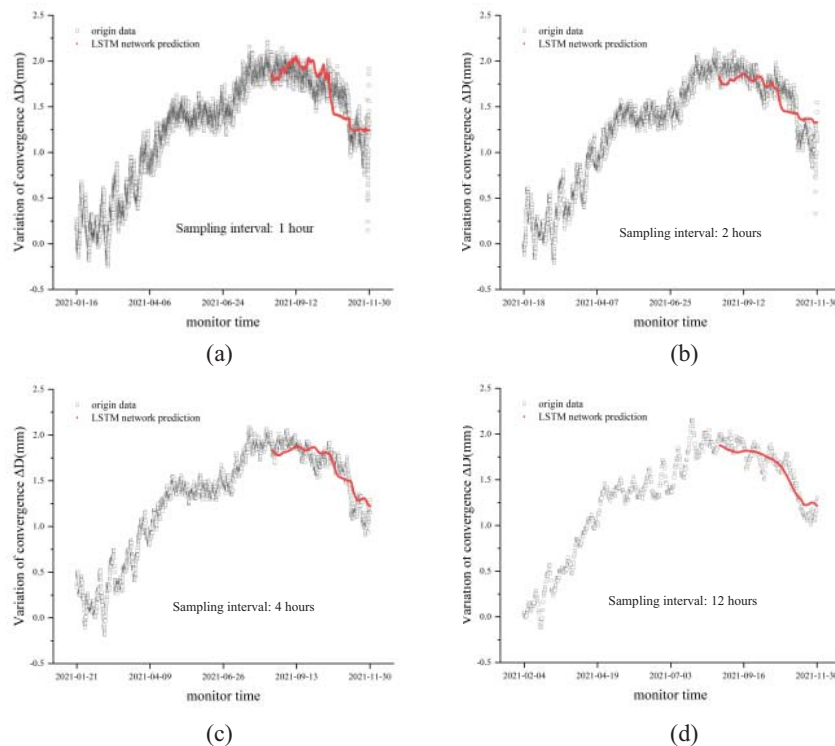 2.5
2.0
1.5
1.0
0.5
0.0
-0.5
Variation of convergence ΔD(mm)
origin data
LSTM network prediction
Sampling interval: 1 hour
2021-01-16 2021-04-06 2021-06-24 2021-09-12 2021-11-30
monitor time
(a)
2.5
2.0
1.5
1.0
0.5
0.0
-0.5
Variation of convergence ΔD(mm)
origin data
LSTM network prediction
Sampling interval: 2 hours
2021-01-18 2021-04-07 2021-06-25 2021-09-12 2021-11-30
monitor time
(b)
2.5
2.0
1.5
1.0
0.5
0.0
-0.5
Variation of convergence ΔD(mm)
origin data
LSTM network prediction
Sampling interval: 4 hours
2021-01-21 2021-04-09 2021-06-26 2021-09-13 2021-11-30
monitor time
(c)
2.5
2.0
1.5
1.0
0.5
0.0
-0.5
Variation of convergence ΔD(mm)
origin data
LSTM network prediction
Sampling interval: 12 hours
2021-02-04 2021-04-19 2021-07-03 2021-09-16 2021-11-30
monitor time
(d)